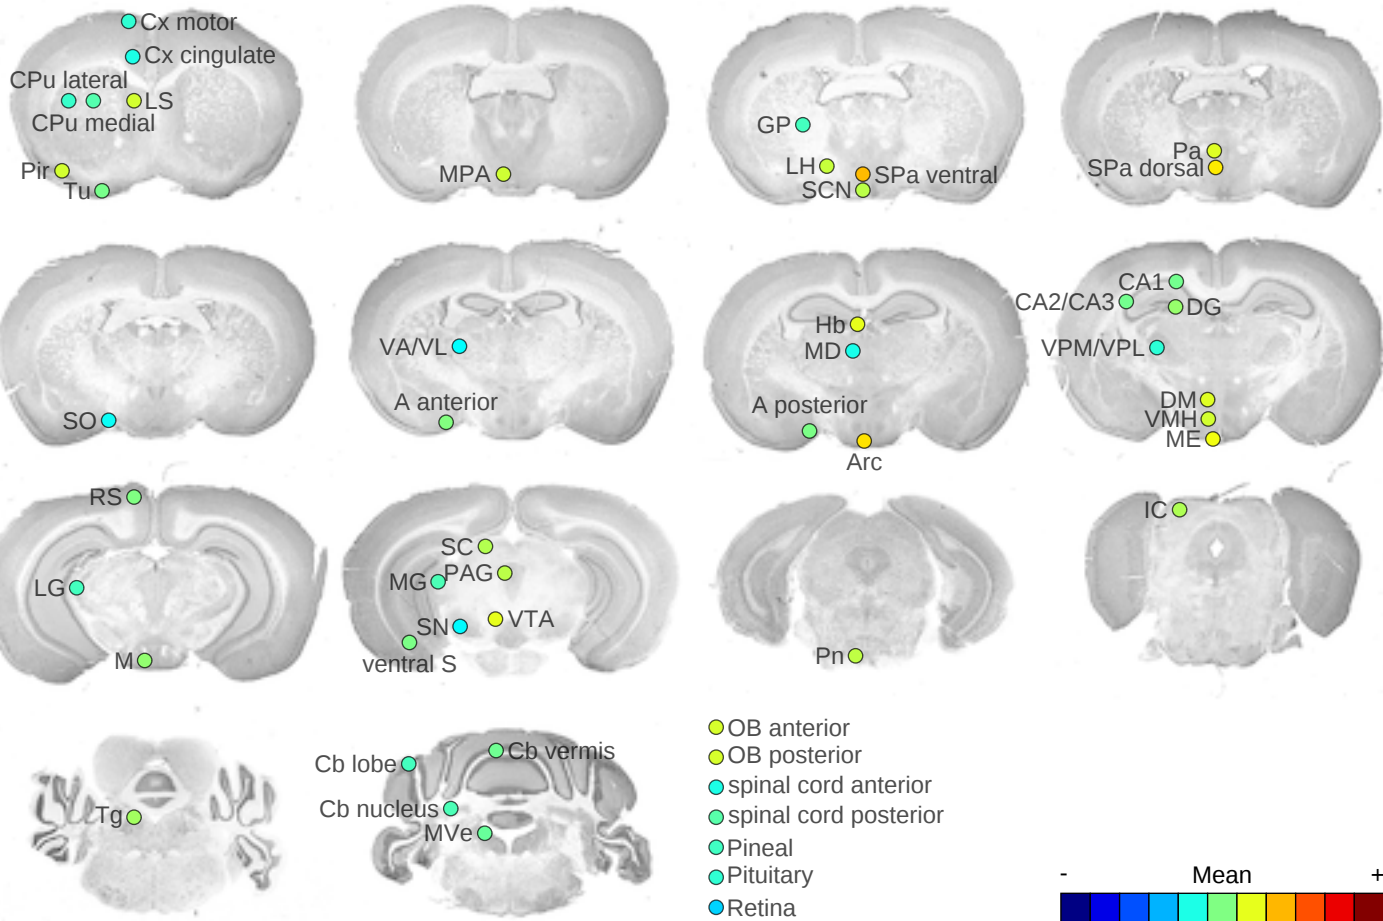 Cx motor
Cx cingulate
CPu lateral
LS
CPu medial
Pir
Tu
MPA
GP
LH
SPa ventral
SCN
Pa
SPa dorsal
SO
VA/VL
A anterior
Hb
MD
A posterior
Arc
CA1
CA2/CA3
DG
VPM/VPL
DM
VMH
ME
RS
LG
M
SC
PAG
MG
VTA
SN
ventral S
Pn
IC
Tg
Cb vermis
Cb lobe
Cb nucleus
MVe
OB anterior
OB posterior
spinal cord anterior
spinal cord posterior
Pineal
Pituitary
Retina
- Mean +